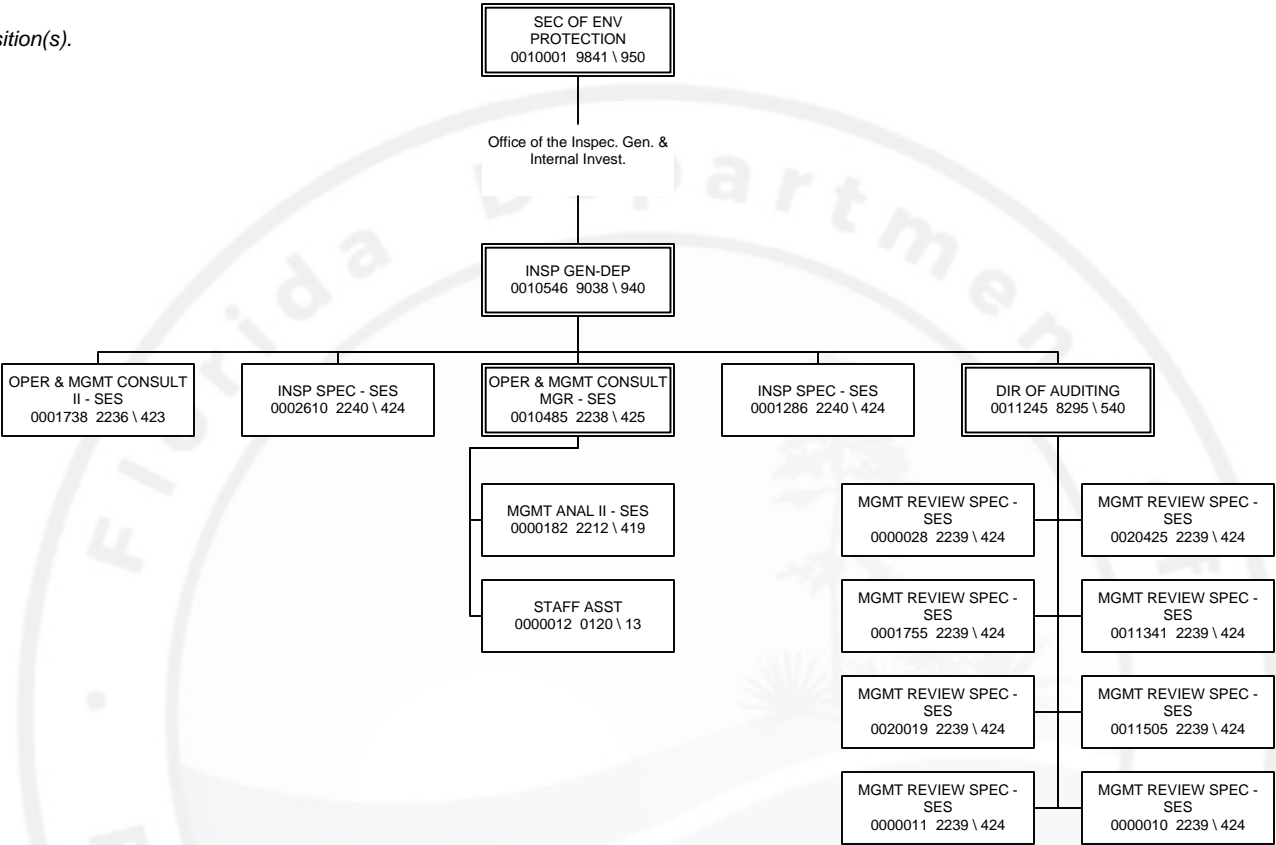 sition(s).
SEC OF ENV
PROTECTION
0010001 9841 \ 950
Office of the Inspec. Gen. &
Internal Invest.
Florida Department of
INSP GEN-DEP
0010546 9038 \ 940
OPER & MGMT CONSULT
II - SES
0001738 2236 \ 423
INSP SPEC - SES
0002610 2240 \ 424
OPER & MGMT CONSULT
MGR - SES
0010485 2238 \ 425
INSP SPEC - SES
0001286 2240 \ 424
DIR OF AUDITING
0011245 8295 \ 540
MGMT ANAL II - SES
0000182 2212 \ 419
STAFF ASST
0000012 0120 \ 13
MGMT REVIEW SPEC -
SES
0000028 2239 \ 424
MGMT REVIEW SPEC -
SES
0020425 2239 \ 424
MGMT REVIEW SPEC -
SES
0001755 2239 \ 424
MGMT REVIEW SPEC -
SES
0011341 2239 \ 424
MGMT REVIEW SPEC -
SES
0020019 2239 \ 424
MGMT REVIEW SPEC -
SES
0011505 2239 \ 424
MGMT REVIEW SPEC -
SES
0000011 2239 \ 424
MGMT REVIEW SPEC -
SES
0000010 2239 \ 424